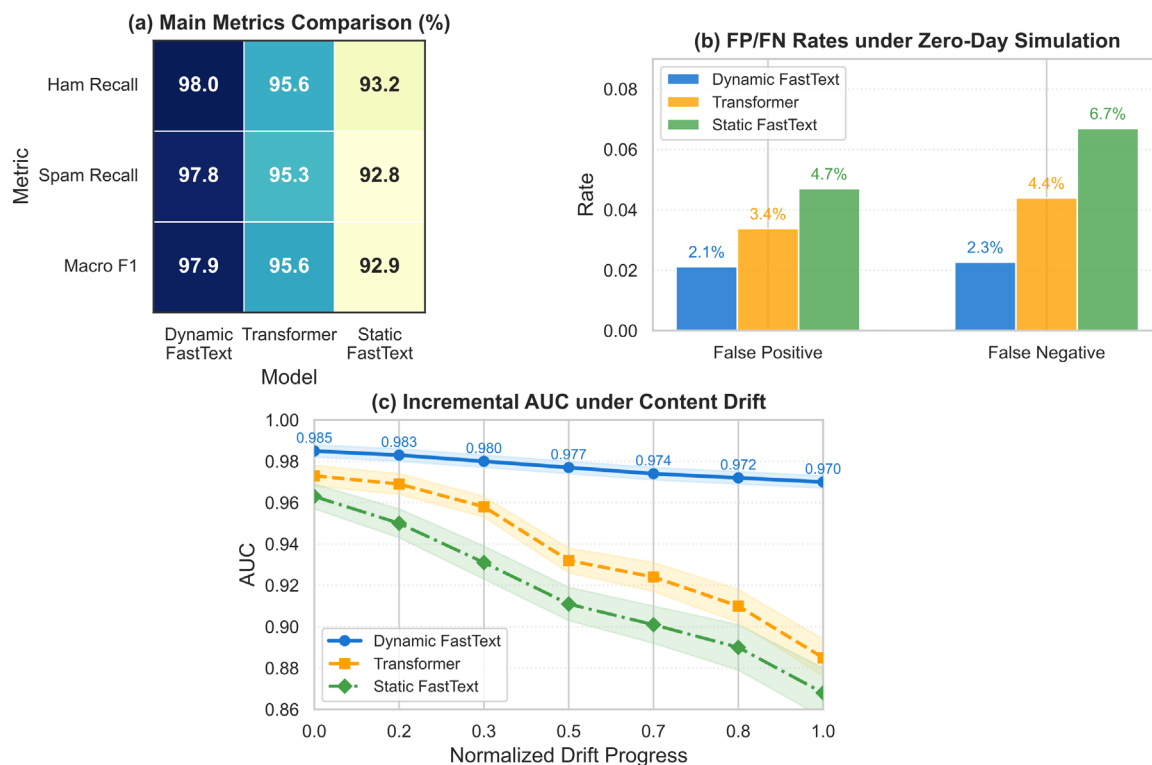 (a) Main Metrics Comparison (%)
Metric
Ham Recall
98.0 95.6 93.2
Spam Recall
97.8 95.3 92.8
Macro F1
97.9 95.6 92.9
Dynamic FastText
Transformer
Static FastText
Model
(b) FP/FN Rates under Zero-Day Simulation
Dynamic FastText
Transformer
Static FastText
Rate
0.08
0.06
0.04
0.02
0.00
2.1%
3.4%
4.7%
2.3%
4.4%
6.7%
False Positive
False Negative
(c) Incremental AUC under Content Drift
AUC
1.00
0.98
0.96
0.94
0.92
0.90
0.88
0.86
0.985 0.983 0.980 0.977 0.974 0.972 0.970
Dynamic FastText
Transformer
Static FastText
0.0 0.2 0.3 0.5 0.7 0.8 1.0
Normalized Drift Progress